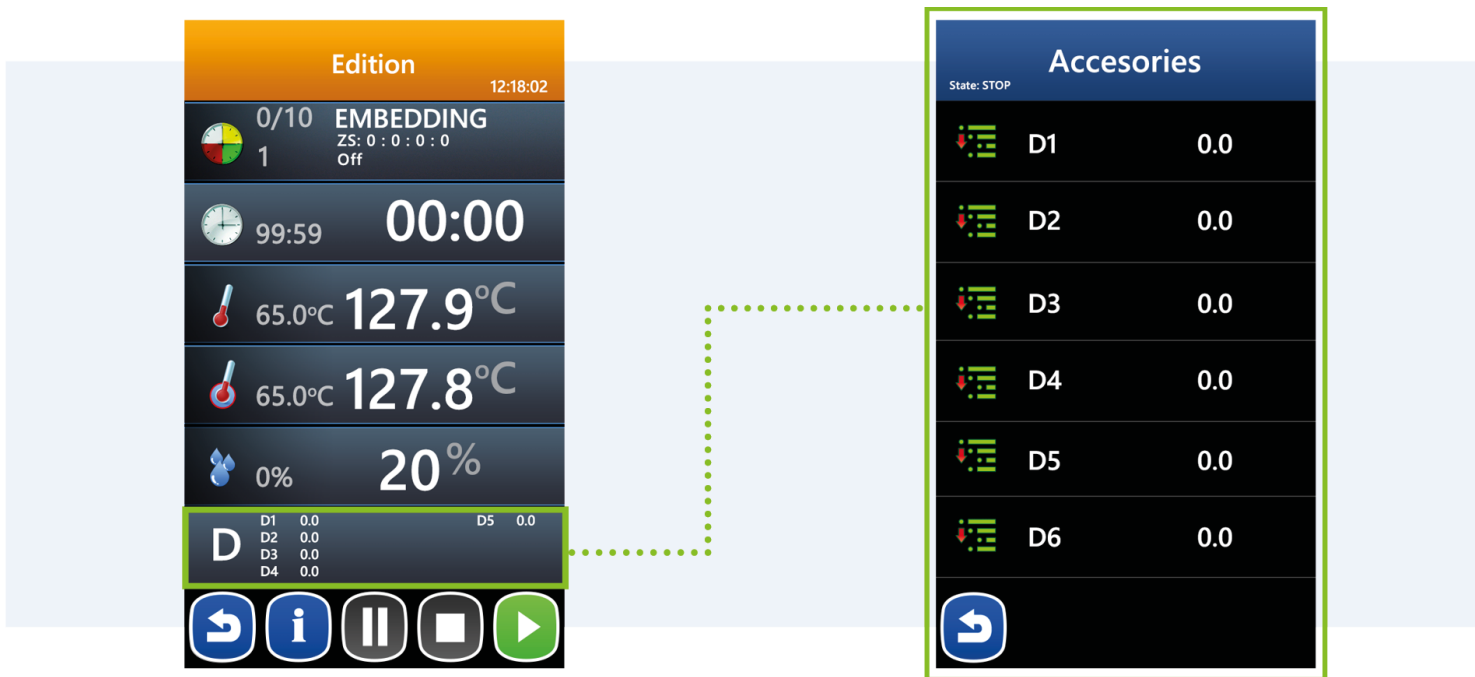 Edition
12:18:02
0/10 EMBEDDING
ZS: 0 : 0 : 0 : 0
1 Off
99:59 00:00
65.0ºC 127.9ºC
65.0ºC 127.8ºC
0% 20%
D
D1 0.0 D5 0.0
D2 0.0
D3 0.0
D4 0.0
i
Accesories
State: STOP
D1 0.0
D2 0.0
D3 0.0
D4 0.0
D5 0.0
D6 0.0